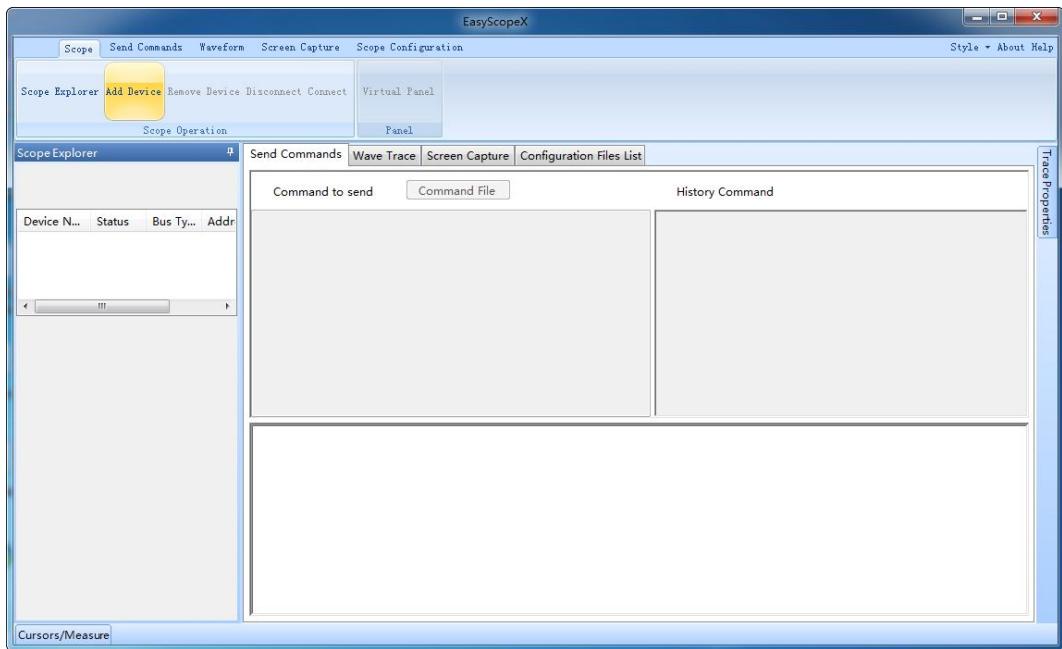 EasyScopeX
Scope Send Commands Waveform Screen Capture Scope Configuration Style About Help
Scope Explorer Add Device Remove Device Disconnect Connect Virtual Panel
Scope Operation Panel
Scope Explorer
Send Commands Wave Trace Screen Capture Configuration Files List
Command to send Command File History Command
Device N... Status Bus Ty... Addr
Trace Properties
Cursors/Measure